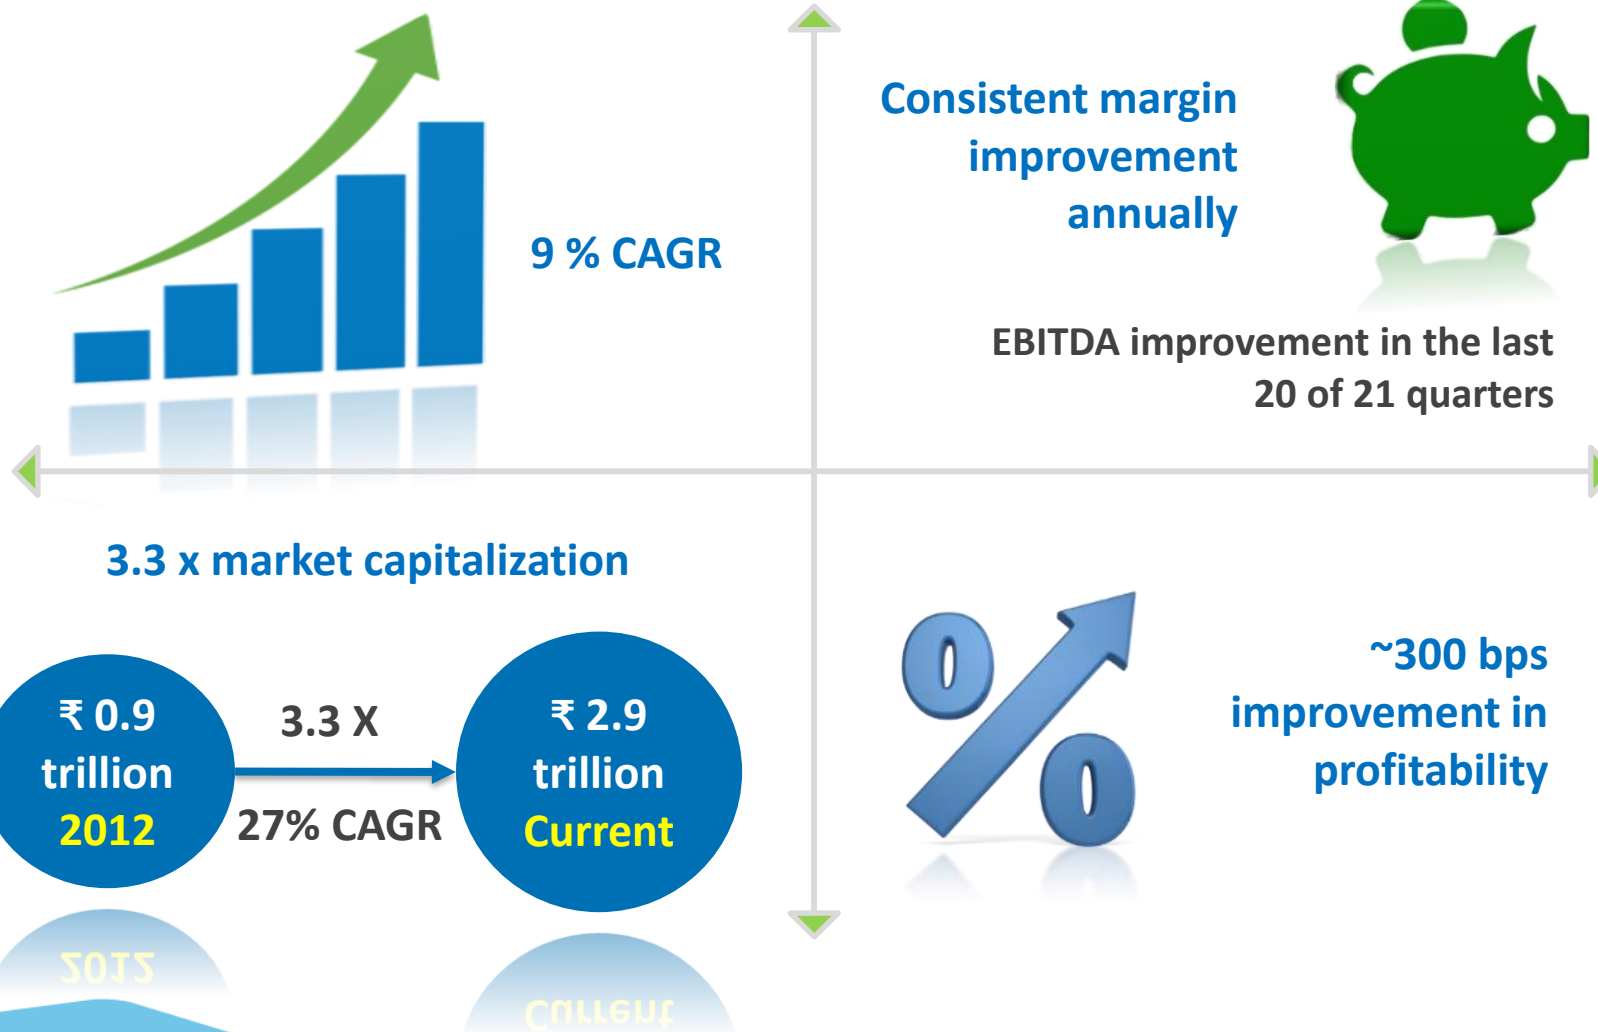 9 % CAGR
Consistent margin
improvement
annually
EBITDA improvement in the last
20 of 21 quarters
3.3 x market capitalization
₹ 0.9
trillion
2012
3.3 X
27% CAGR
₹ 2.9
trillion
Current
~300 bps
improvement in
profitability